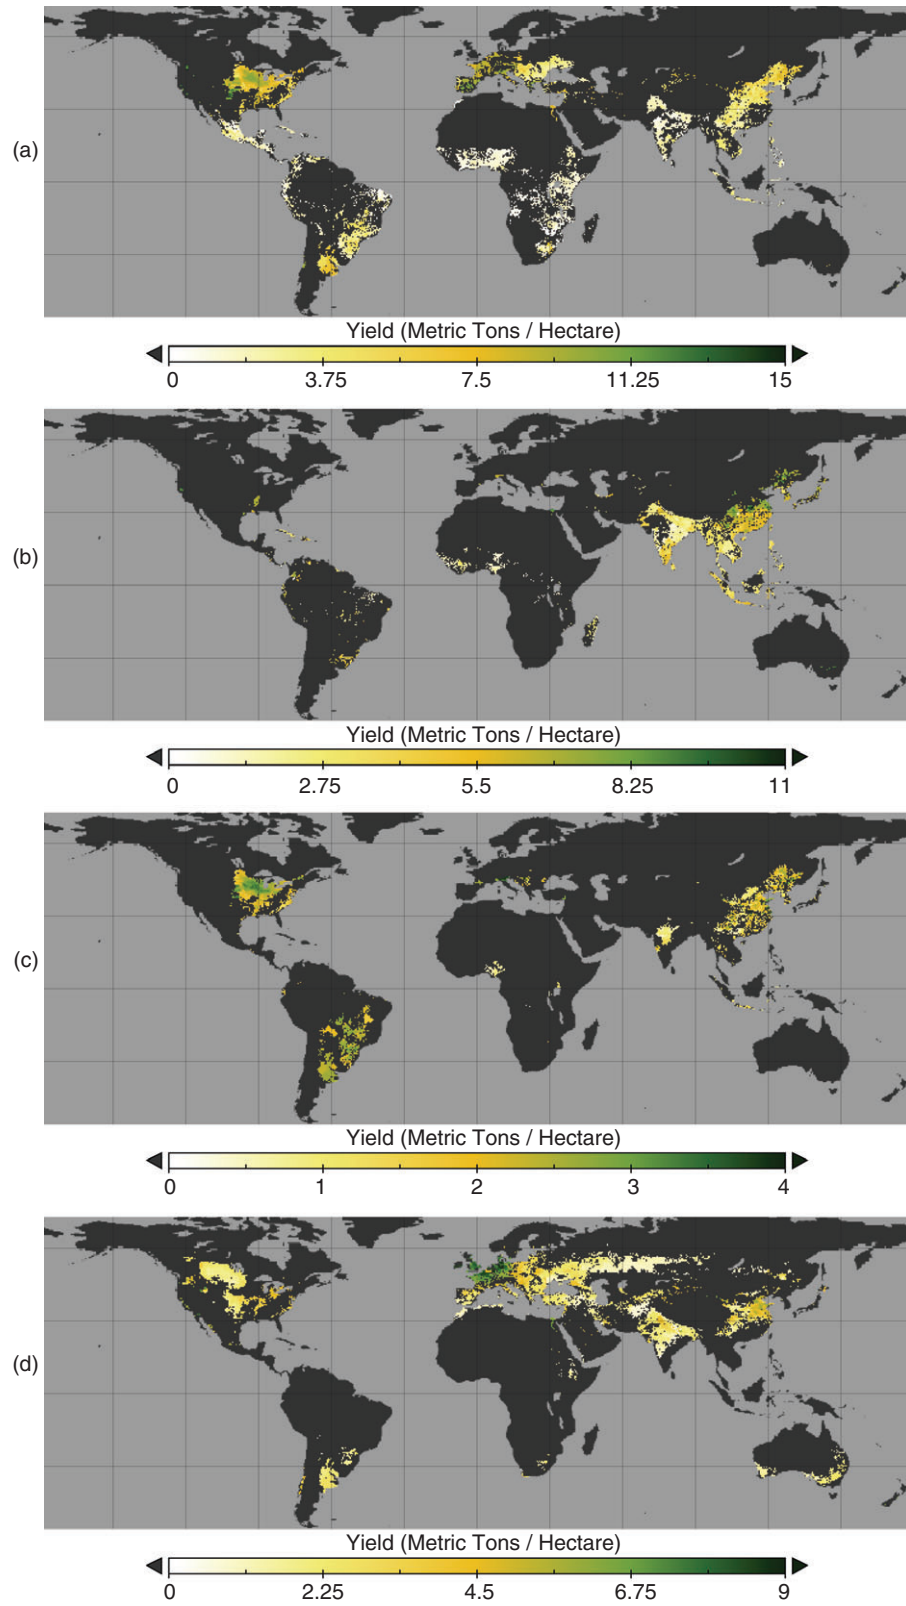 (a)
Yield (Metric Tons / Hectare)
0 3.75 7.5 11.25 15
(b)
Yield (Metric Tons / Hectare)
0 2.75 5.5 8.25 11
(c)
Yield (Metric Tons / Hectare)
0 1 2 3 4
(d)
Yield (Metric Tons / Hectare)
0 2.25 4.5 6.75 9